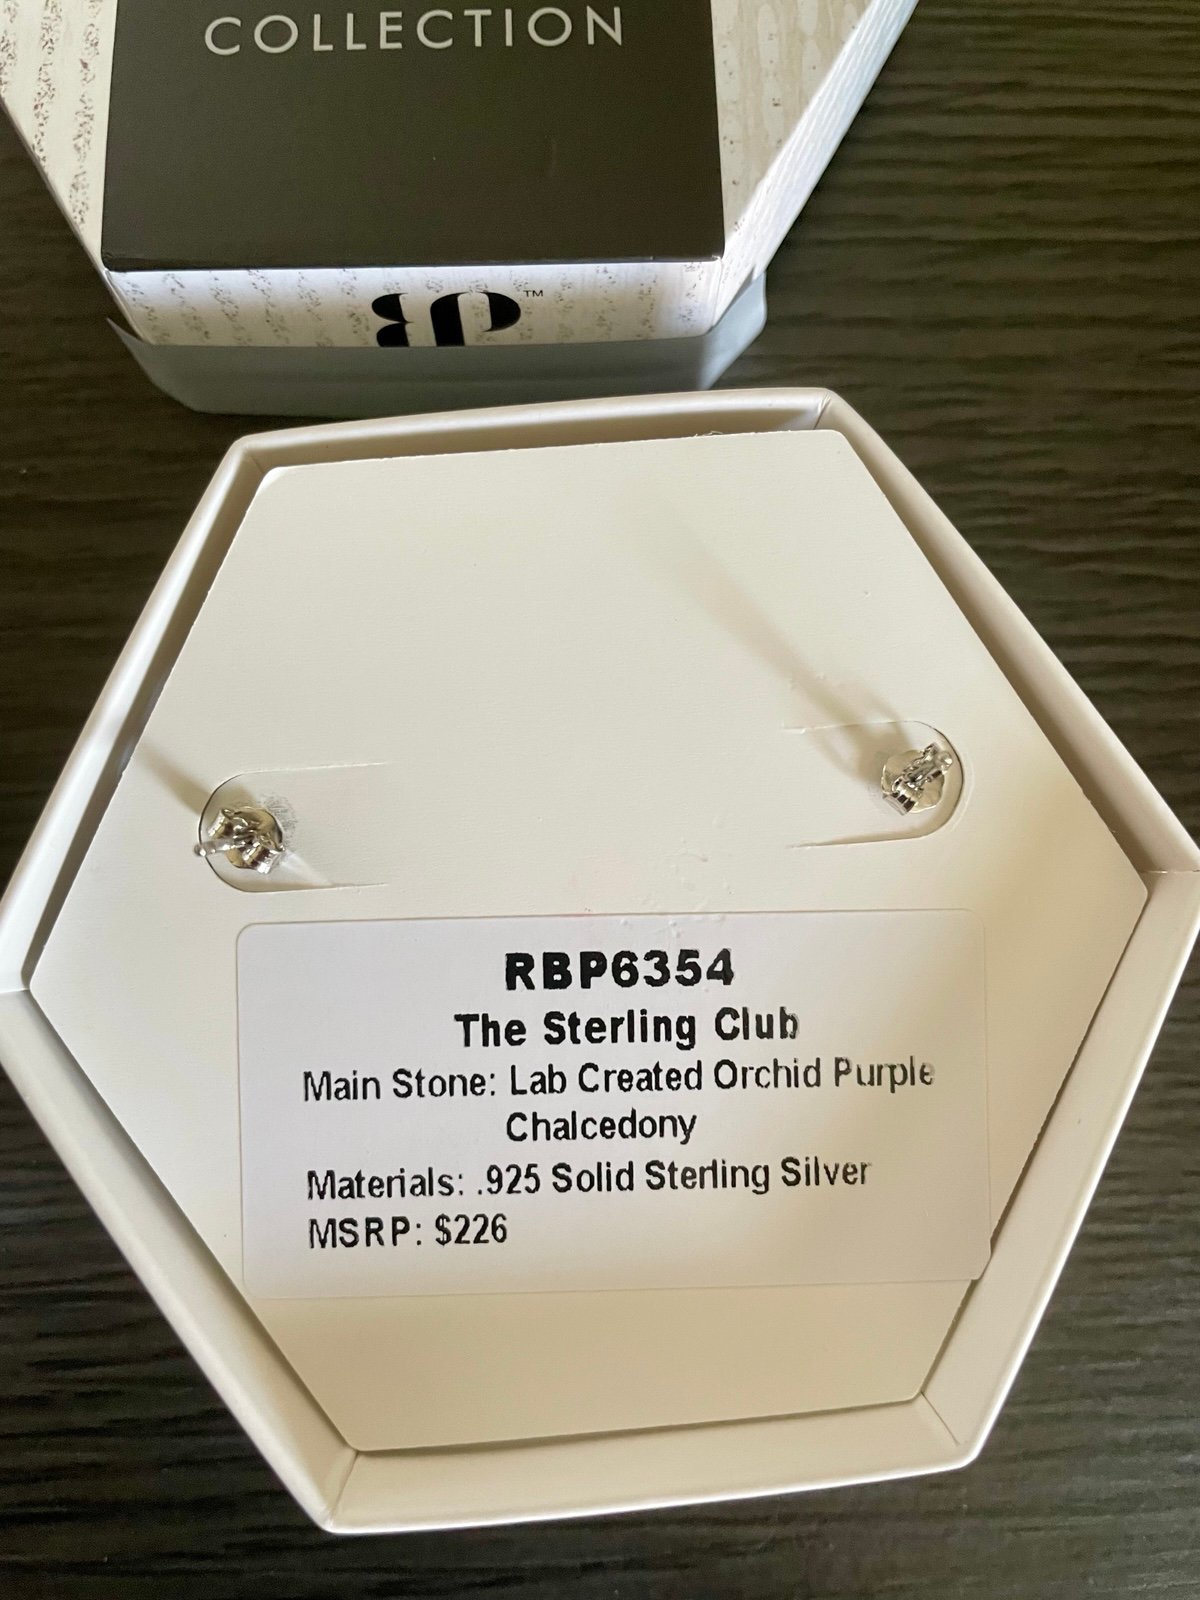 COLLECTION
BP™
RBP6354
The Sterling Club
Main Stone: Lab Created Orchid Purple
Chalcedony
Materials: .925 Solid Sterling Silver
MSRP: $226